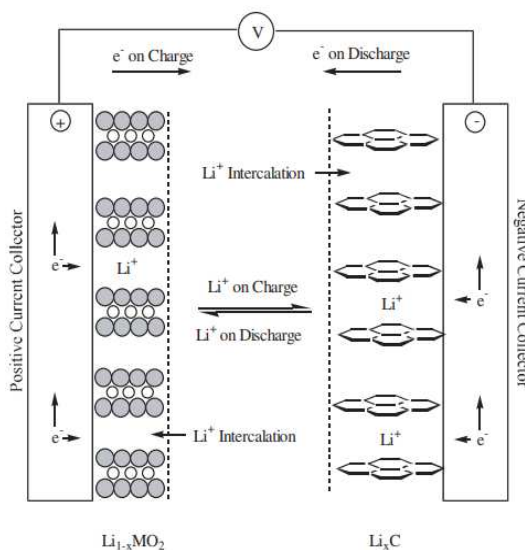 V
e⁻ on Charge
e⁻ on Discharge
+
-
Positive Current Collector
Negative Current Collector
Li⁺ Intercalation
e⁻
Li⁺
Li⁺ on Charge
Li⁺ on Discharge
Li⁺
e⁻
e⁻
Li⁺ Intercalation
Li⁺
e⁻
Li₁₋ₓMO₂
LiₓC